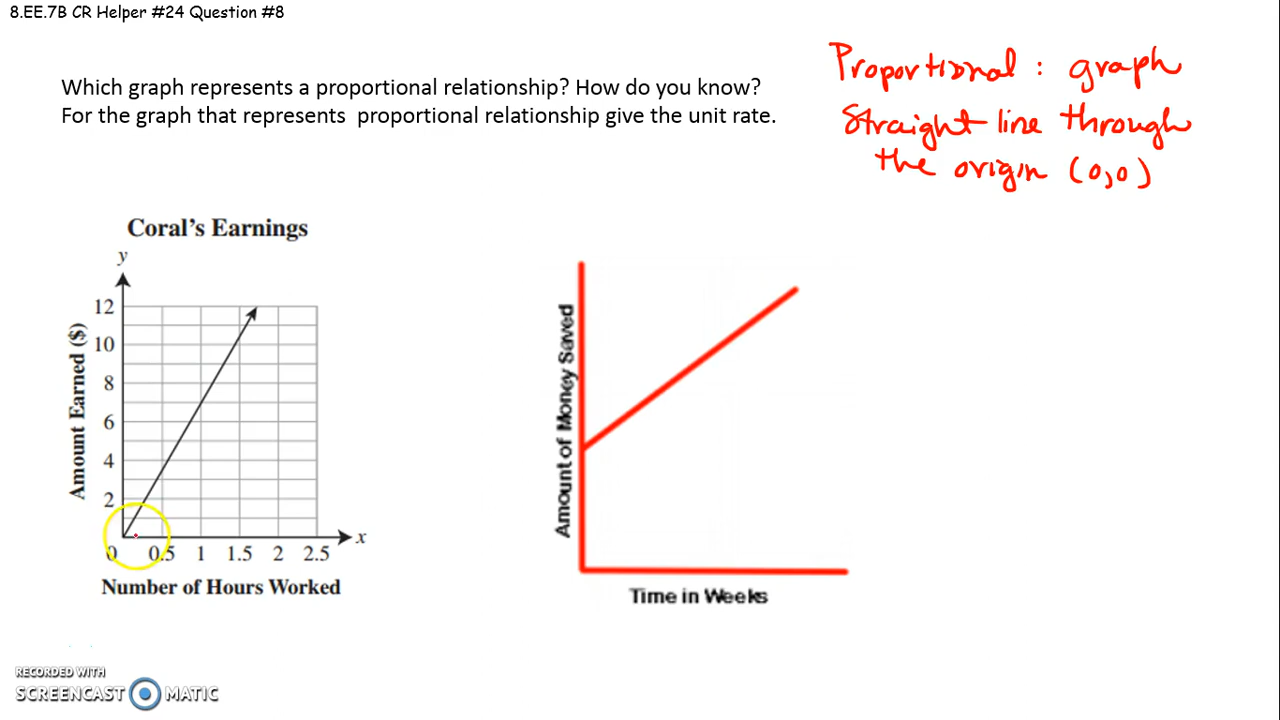 8.EE.7B CR Helper #24 Question #8
Proportional : graph
Straight line through
the origin (0,0)
Which graph represents a proportional relationship? How do you know?
For the graph that represents proportional relationship give the unit rate.
Coral's Earnings
y
12
10
8
6
4
2
0 0.5 1 1.5 2 2.5 x
Amount Earned ($)
Number of Hours Worked
Amount of Money Saved
Time in Weeks
RECORDED WITH
SCREENCAST MATIC